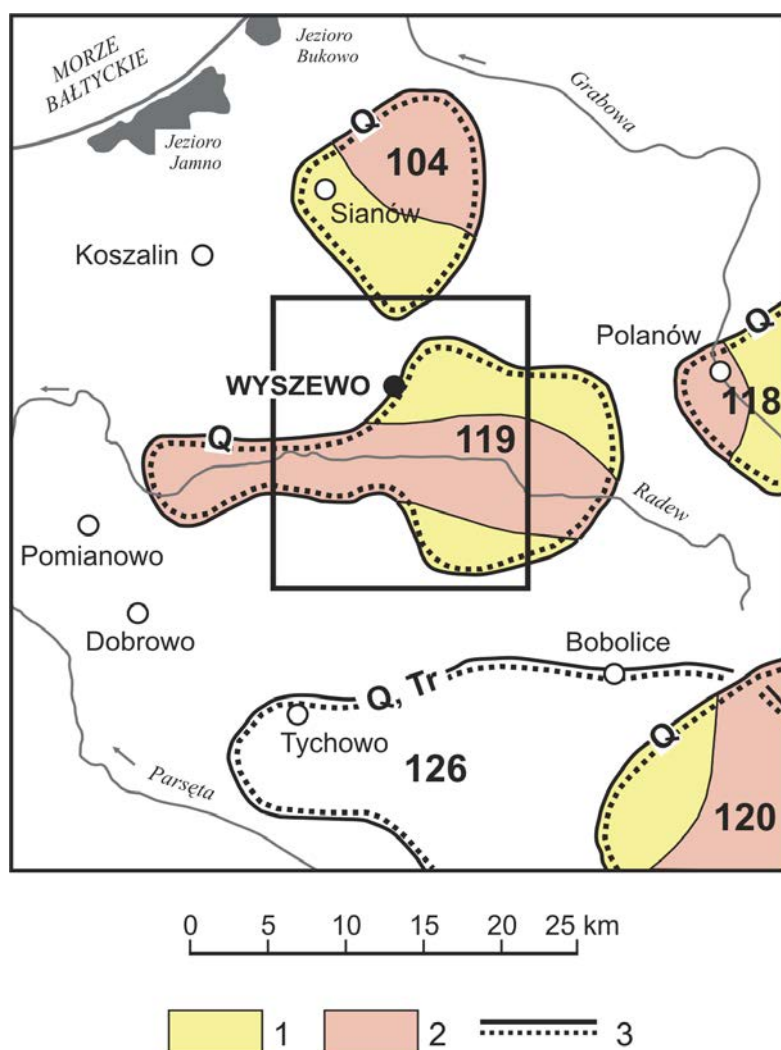 MORZE
BAŁTYCKIE
Jezioro
Bukowo
Jezioro
Jamno
Grabowa
Q
104
Sianów
Koszalin
Polanów
Q
118
WYSZEWO
Q
119
Radew
Pomianowo
Dobrowo
Bobolice
Q, Tr
Tychowo
126
Q
120
Parsęta
0 5 10 15 20 25 km
1 2 3